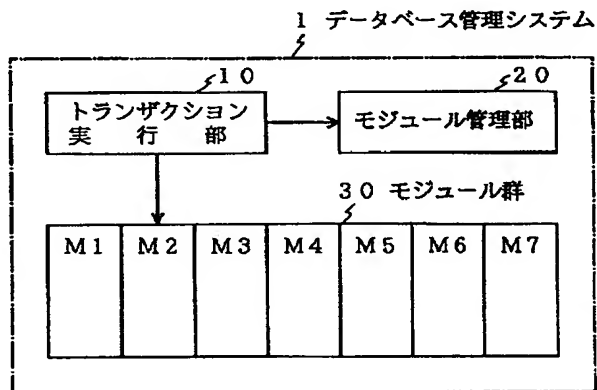 1 データベース管理システム
10
20
トランザクション
実行部
モジュール管理部
30 モジュール群
M1 M2 M3 M4 M5 M6 M7